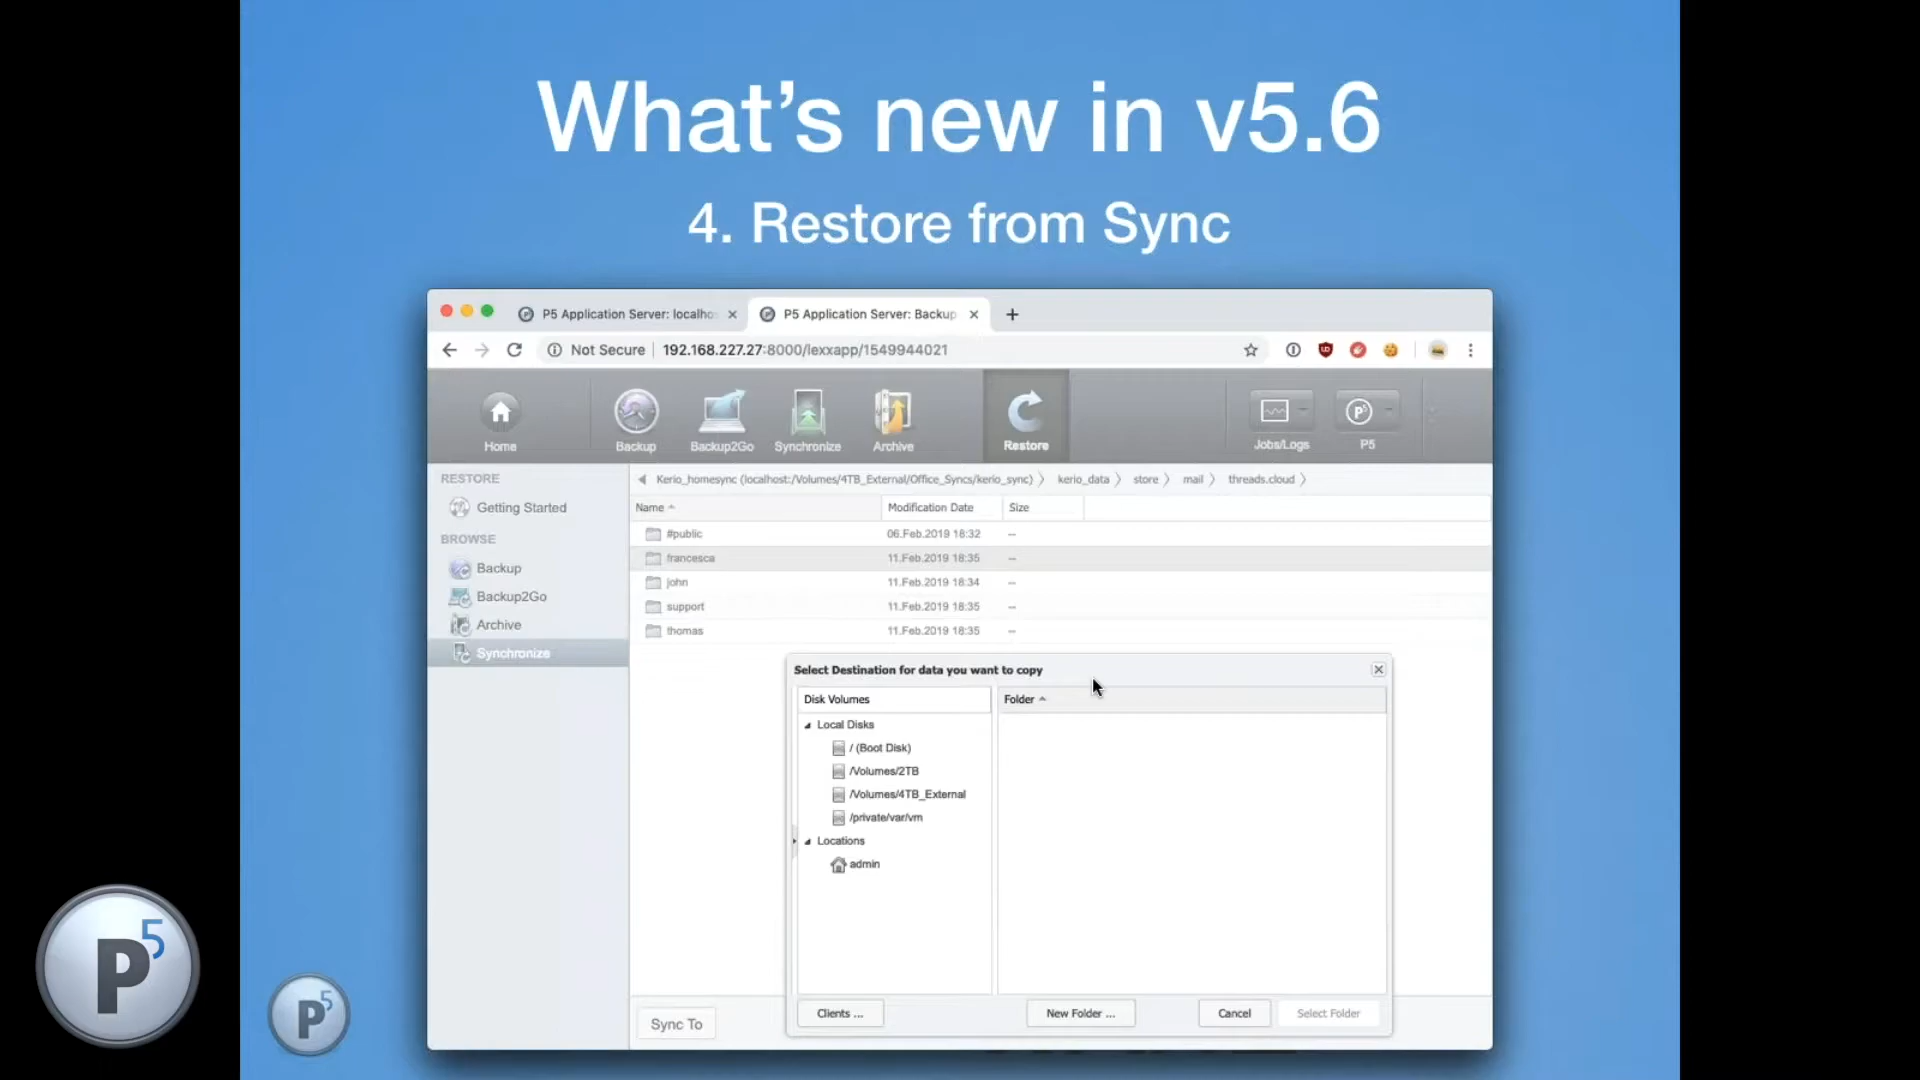 What's new in v5.6
4. Restore from Sync
P5 Application Server: localho
P5 Application Server: Backup
Not Secure
192.168.227.27:8000/lexxapp/1549944021
Home
Backup
Backup2Go
Synchronize
Archive
Restore
Jobs/Logs
P5
RESTORE
Getting Started
BROWSE
Backup
Backup2Go
Archive
Synchronize
Kerio_homesync (localhost:/Volumes/4TB_External/Office_Syncs/kerio_sync) 〉 kerio_data 〉 store 〉 mail 〉 threads.cloud 〉
Name Modification Date Size
#public 06.Feb.2019 18:32 --
francesca 11.Feb.2019 18:35 --
john 11.Feb.2019 18:34 --
support 11.Feb.2019 18:35 --
thomas 11.Feb.2019 18:35 --
Select Destination for data you want to copy
Disk Volumes
Folder
Local Disks
/ (Boot Disk)
/Volumes/2TB
/Volumes/4TB_External
/private/var/vm
Locations
admin
Clients ...
New Folder ...
Cancel
Select Folder
Sync To
P5
P5